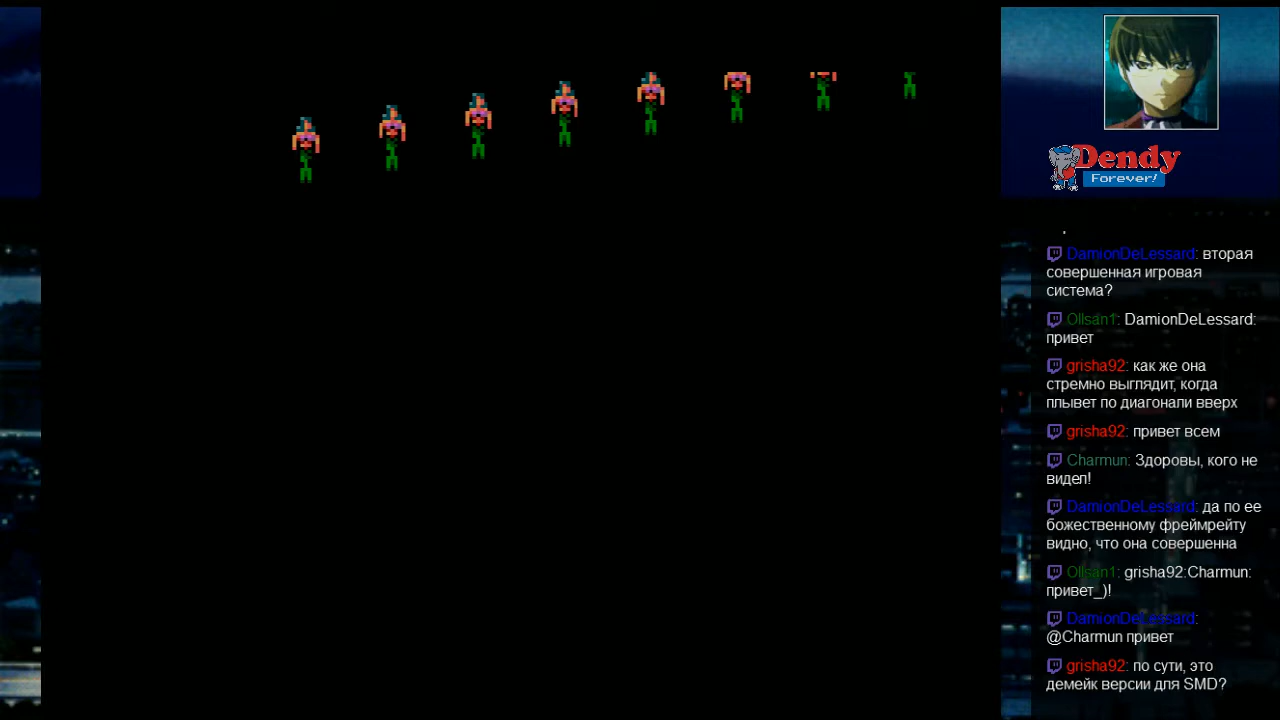 Dendy
Forever!
DamionDeLessard: вторая
совершенная игровая
система?
Ollsan1: DamionDeLessard:
привет
grisha92: как же она
стремно выглядит, когда
плывет по диагонали вверх
grisha92: привет всем
Charmun: Здоровы, кого не
видел!
DamionDeLessard: да по ее
божественному фреймрейту
видно, что она совершенна
Ollsan1: grisha92:Charmun:
привет_)!
DamionDeLessard:
@Charmun привет
grisha92: по сути, это
демейк версии для SMD?